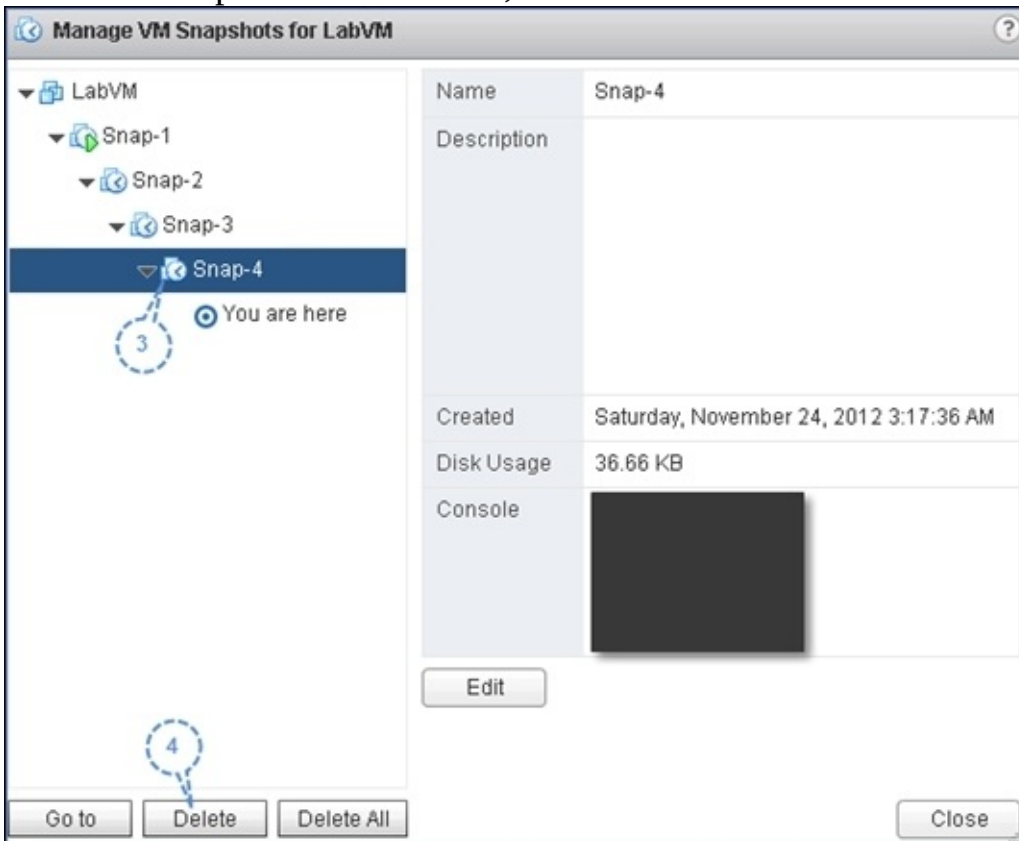 Manage VM Snapshots for LabVM
?
LabVM
Snap-1
Snap-2
Snap-3
Snap-4
You are here
3
4
Name Snap-4
Description
Created Saturday, November 24, 2012 3:17:36 AM
Disk Usage 36.66 KB
Console
Edit
Go to Delete Delete All Close